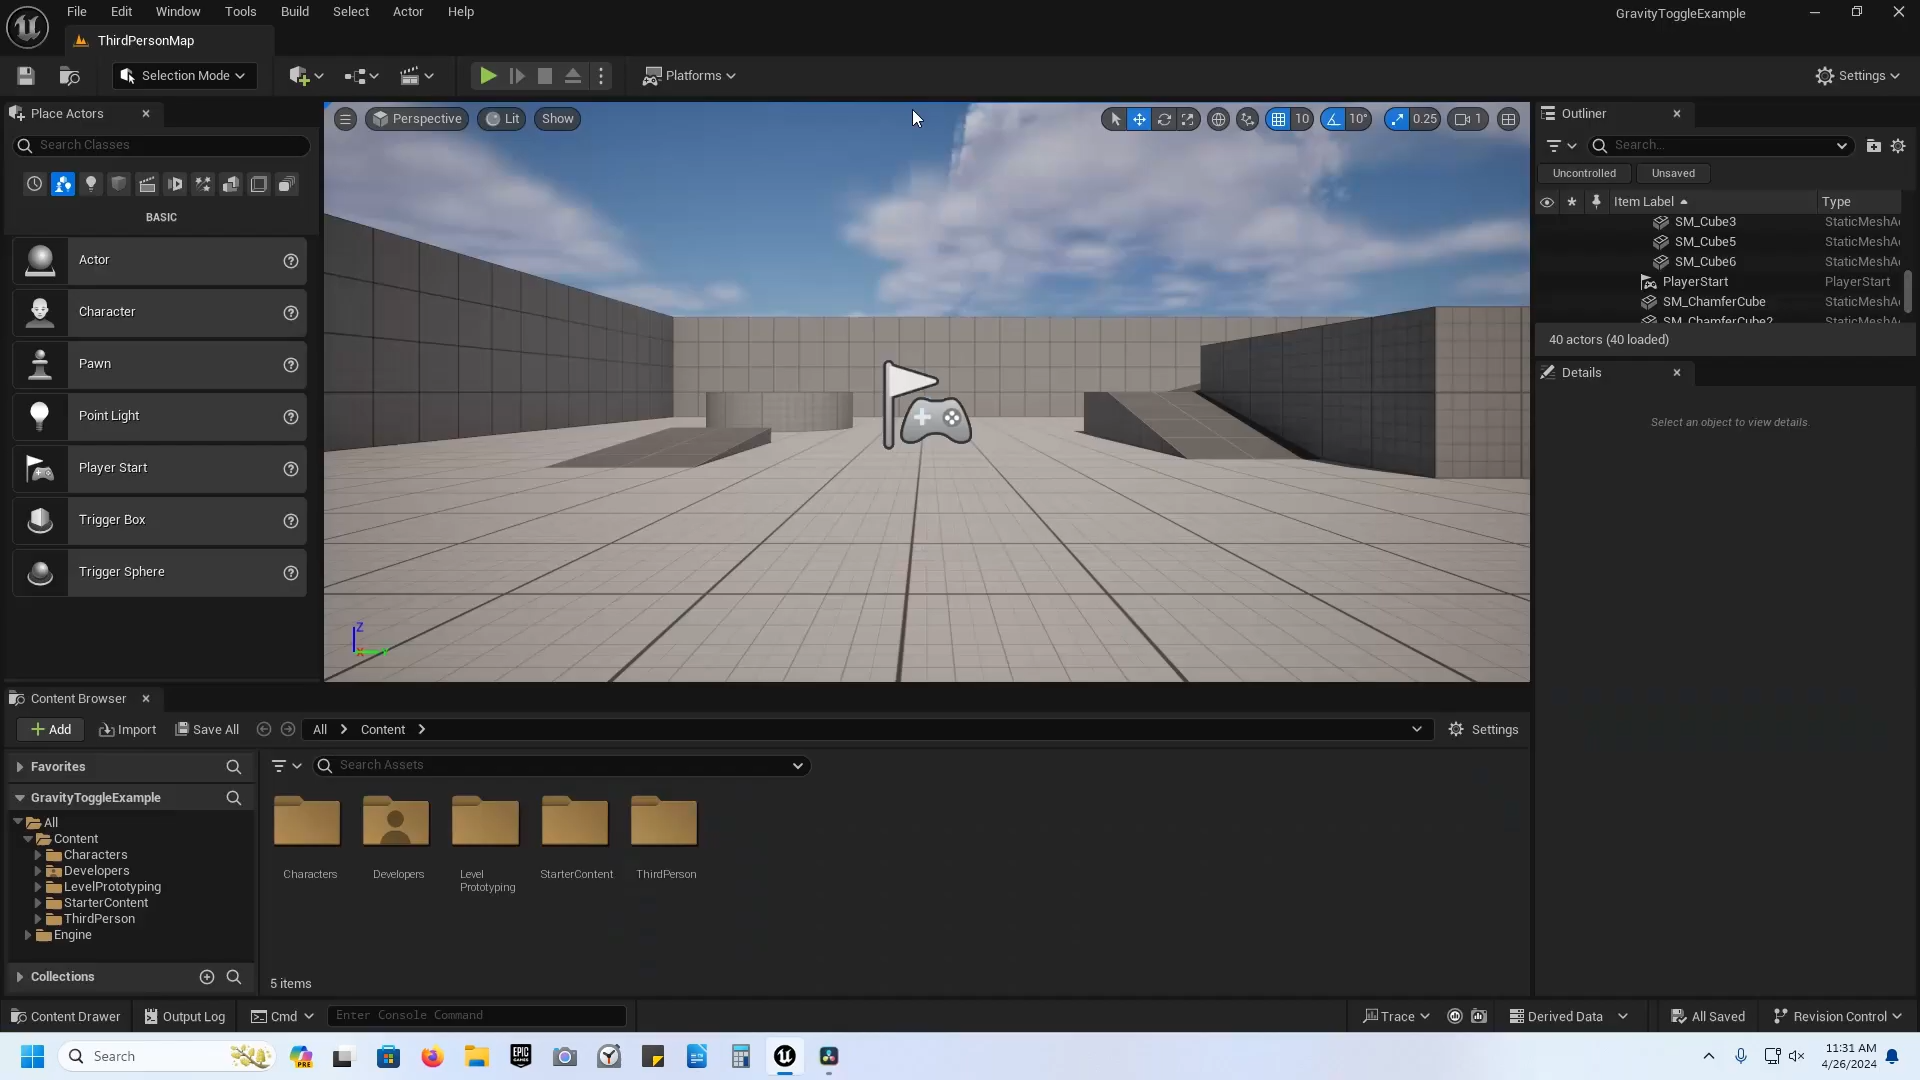 File Edit Window Tools Build Select Actor Help
GravityToggleExample
ThirdPersonMap
Selection Mode
Platforms
Settings
Place Actors
Search Classes
BASIC
Actor
Character
Pawn
Point Light
Player Start
Trigger Box
Trigger Sphere
Perspective
Lit
Show
10
10°
0.25
1
Z
Outliner
Search...
Uncontrolled
Unsaved
Item Label
Type
SM_Cube3 StaticMeshA
SM_Cube5 StaticMeshA
SM_Cube6 StaticMeshA
PlayerStart PlayerStart
SM_ChamferCube StaticMeshA
SM_ChamferCube2 StaticMeshA
40 actors (40 loaded)
Details
Select an object to view details.
Content Browser
Add
Import
Save All
All
Content
Settings
Favorites
GravityToggleExample
All
Content
Characters
Developers
LevelPrototyping
StarterContent
ThirdPerson
Engine
Collections
Search Assets
Characters
Developers
Level
Prototyping
StarterContent
ThirdPerson
5 items
Content Drawer
Output Log
Cmd
Enter Console Command
Trace
Derived Data
All Saved
Revision Control
Search
PRE
EPIC
GAMES
11:31 AM
4/26/2024